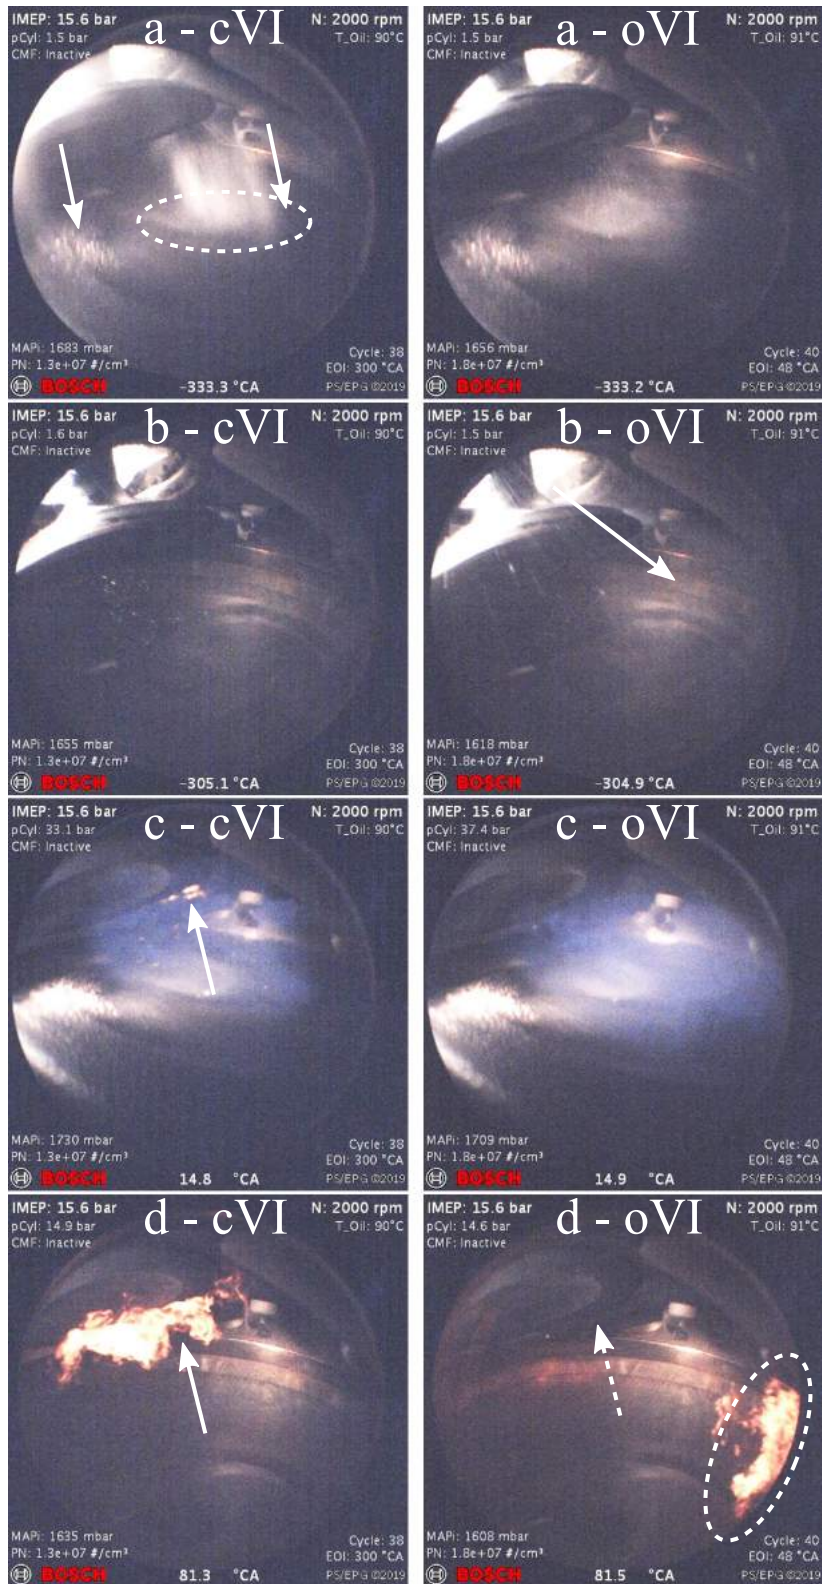 IMEP: 15.6 bar a - cVI N: 2000 rpm
pCyl: 1.5 bar T_Oil: 90°C
CMF: Inactive
MAPi: 1683 mbar Cycle: 38
PN: 1.3e+07 #/cm³ EOI: 300 °CA
BOSCH -333.3 °CA PS/EPG ©2019
IMEP: 15.6 bar a - oVI N: 2000 rpm
pCyl: 1.5 bar T_Oil: 91°C
CMF: Inactive
MAPi: 1656 mbar Cycle: 40
PN: 1.8e+07 #/cm³ EOI: 48 °CA
BOSCH -333.2 °CA PS/EPG ©2019
IMEP: 15.6 bar b - cVI N: 2000 rpm
pCyl: 1.6 bar T_Oil: 90°C
CMF: Inactive
MAPi: 1655 mbar Cycle: 38
PN: 1.3e+07 #/cm³ EOI: 300 °CA
BOSCH -305.1 °CA PS/EPG ©2019
IMEP: 15.6 bar b - oVI N: 2000 rpm
pCyl: 1.5 bar T_Oil: 91°C
CMF: Inactive
MAPi: 1618 mbar Cycle: 40
PN: 1.8e+07 #/cm³ EOI: 48 °CA
BOSCH -304.9 °CA PS/EPG ©2019
IMEP: 15.6 bar c - cVI N: 2000 rpm
pCyl: 33.1 bar T_Oil: 90°C
CMF: Inactive
MAPi: 1730 mbar Cycle: 38
PN: 1.3e+07 #/cm³ EOI: 300 °CA
BOSCH 14.8 °CA PS/EPG ©2019
IMEP: 15.6 bar c - oVI N: 2000 rpm
pCyl: 37.4 bar T_Oil: 91°C
CMF: Inactive
MAPi: 1709 mbar Cycle: 40
PN: 1.8e+07 #/cm³ EOI: 48 °CA
BOSCH 14.9 °CA PS/EPG ©2019
IMEP: 15.6 bar d - cVI N: 2000 rpm
pCyl: 14.9 bar T_Oil: 90°C
CMF: Inactive
MAPi: 1635 mbar Cycle: 38
PN: 1.3e+07 #/cm³ EOI: 300 °CA
BOSCH 81.3 °CA PS/EPG ©2019
IMEP: 15.6 bar d - oVI N: 2000 rpm
pCyl: 14.6 bar T_Oil: 91°C
CMF: Inactive
MAPi: 1608 mbar Cycle: 40
PN: 1.8e+07 #/cm³ EOI: 48 °CA
BOSCH 81.5 °CA PS/EPG ©2019